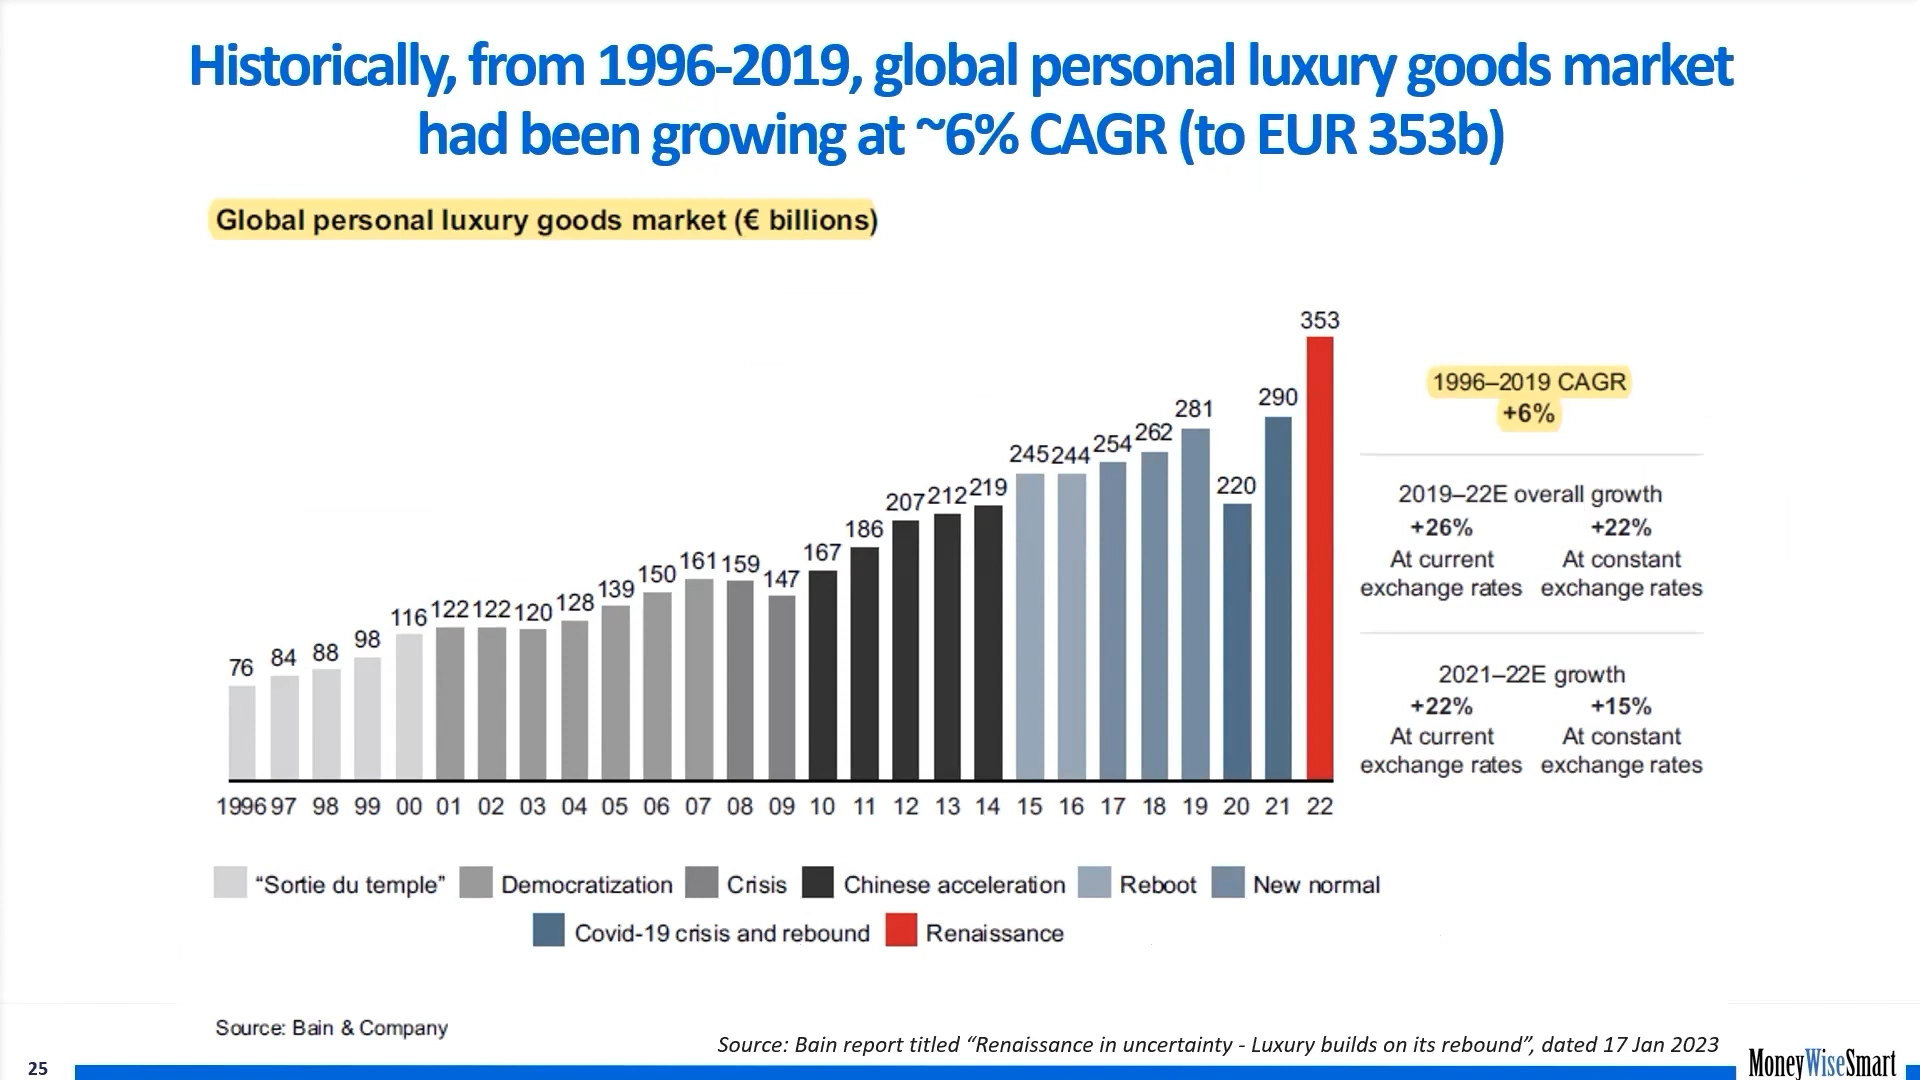 Historically, from 1996-2019, global personal luxury goods market
had been growing at ~6% CAGR (to EUR 353b)
Global personal luxury goods market (€ billions)
76 84 88 98 116 122 122 120 128 139 150 161 159 147 167 186 207 212 219 245 244 254 262 281 220 290 353
1996 97 98 99 00 01 02 03 04 05 06 07 08 09 10 11 12 13 14 15 16 17 18 19 20 21 22
1996–2019 CAGR
+6%
2019–22E overall growth
+26% +22%
At current At constant
exchange rates exchange rates
2021–22E growth
+22% +15%
At current At constant
exchange rates exchange rates
“Sortie du temple” Democratization Crisis Chinese acceleration Reboot New normal
Covid-19 crisis and rebound Renaissance
Source: Bain & Company
Source: Bain report titled “Renaissance in uncertainty - Luxury builds on its rebound”, dated 17 Jan 2023
25
MoneyWiseSmart